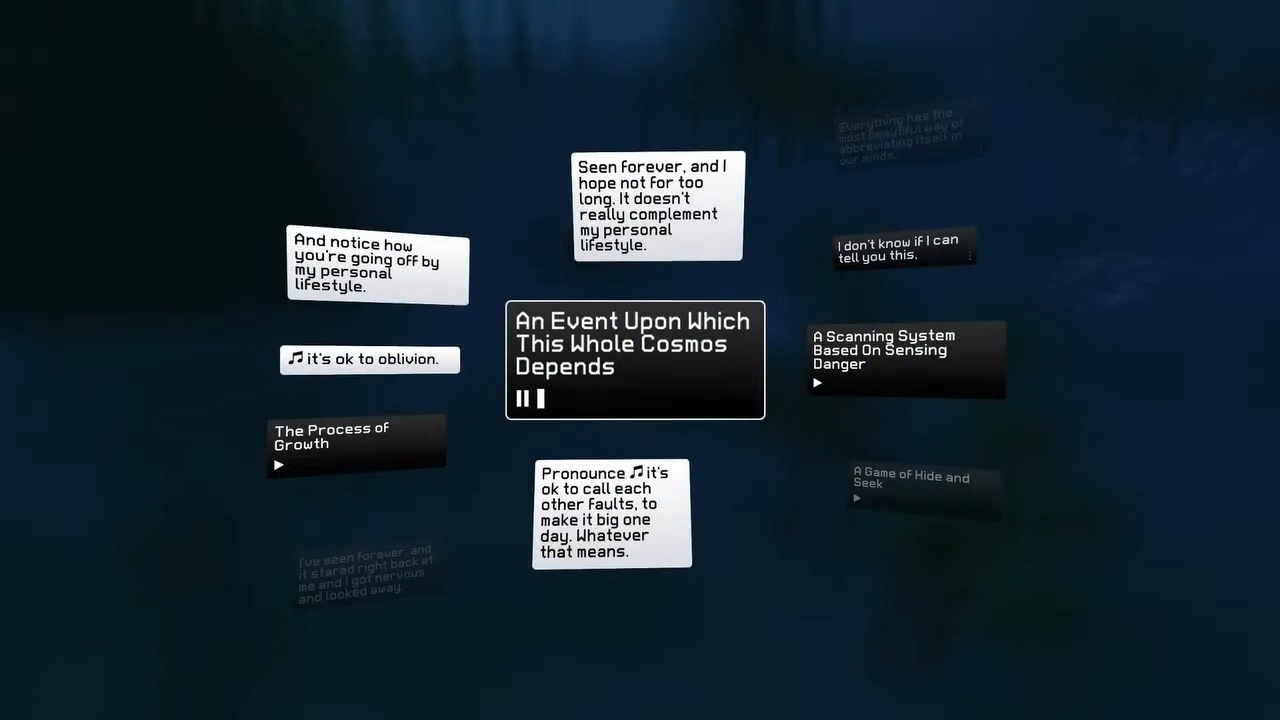 And notice how
you're going off by
my personal
lifestyle.
♫ it's ok to oblivion.
The Process of
Growth
I've seen forever, and
it stared right back at
me and I got nervous
and looked away.
Seen forever, and I
hope not for too
long. It doesn't
really complement
my personal
lifestyle.
An Event Upon Which
This Whole Cosmos
Depends
Pronounce ♫ it's
ok to call each
other faults, to
make it big one
day. Whatever
that means.
Everything has the
most beautiful way of
abbreviating itself in
our minds.
I don't know if I can
tell you this,
A Scanning System
Based On Sensing
Danger
A Game of Hide and
Seek